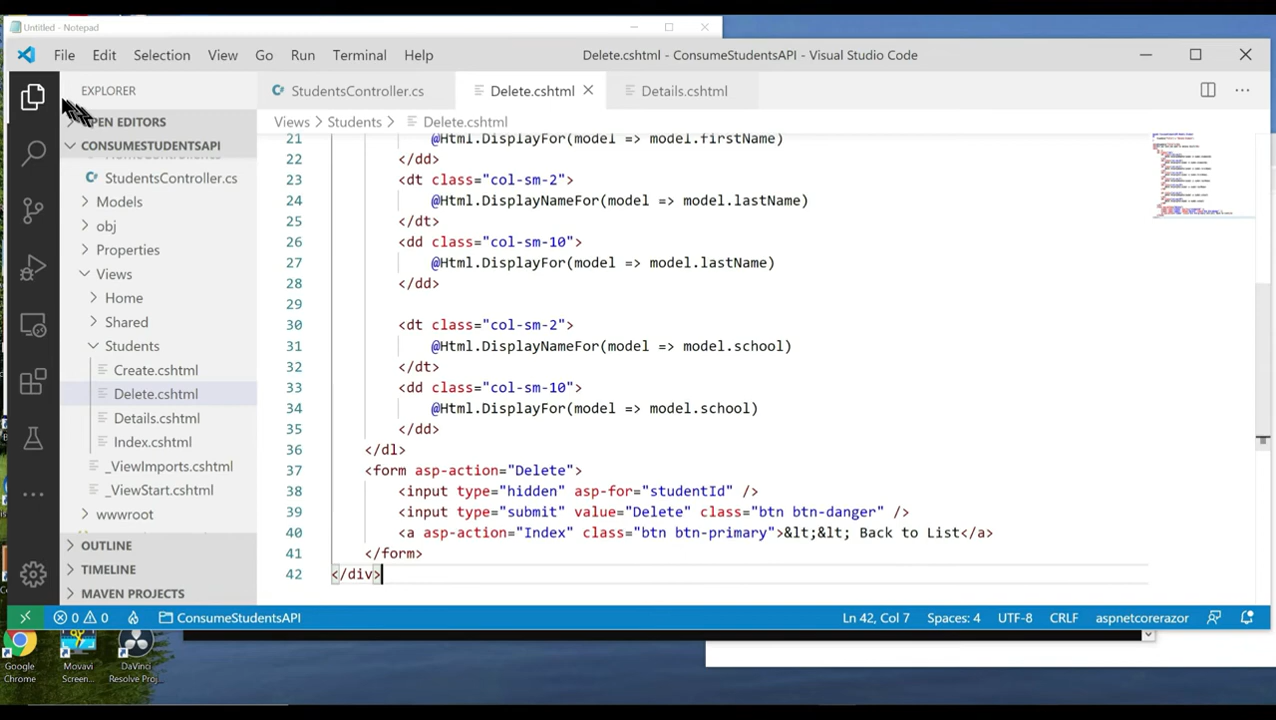 Untitled - Notepad
File Edit Selection View Go Run Terminal Help Delete.cshtml - ConsumeStudentsAPI - Visual Studio Code
EXPLORER
StudentsController.cs Delete.cshtml Details.cshtml
OPEN EDITORS
Views > Students > Delete.cshtml
CONSUMESTUDENTSAPI
StudentsController.cs
Models
obj
Properties
Views
Home
Shared
Students
Create.cshtml
Delete.cshtml
Details.cshtml
Index.cshtml
_ViewImports.cshtml
_ViewStart.cshtml
wwwroot
OUTLINE
TIMELINE
MAVEN PROJECTS
21 @Html.DisplayFor(model => model.firstName)
22 </dd>
23 <dt class="col-sm-2">
24 @Html.DisplayNameFor(model => model.lastName)
25 </dt>
26 <dd class="col-sm-10">
27 @Html.DisplayFor(model => model.lastName)
28 </dd>
29
30 <dt class="col-sm-2">
31 @Html.DisplayNameFor(model => model.school)
32 </dt>
33 <dd class="col-sm-10">
34 @Html.DisplayFor(model => model.school)
35 </dd>
36 </dl>
37 <form asp-action="Delete">
38 <input type="hidden" asp-for="studentId" />
39 <input type="submit" value="Delete" class="btn btn-danger" />
40 <a asp-action="Index" class="btn btn-primary">&lt;&lt; Back to List</a>
41 </form>
42 </div>
0 0 ConsumeStudentsAPI Ln 42, Col 7 Spaces: 4 UTF-8 CRLF aspnetcorerazor
Google Chrome
Movavi Screen...
DaVinci Resolve Proj...